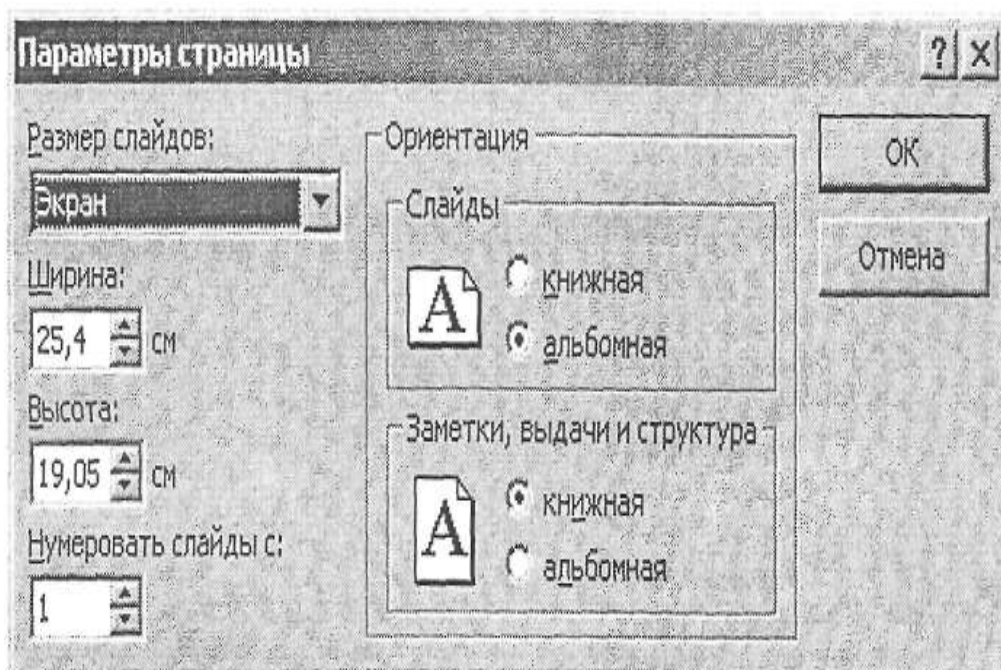 Параметры страницы
? X
Размер слайдов:
Экран
Ширина:
25,4 см
Высота:
19,05 см
Нумеровать слайды с:
1
Ориентация
Слайды
A
книжная
альбомная
Заметки, выдачи и структура
A
книжная
альбомная
ОК
Отмена